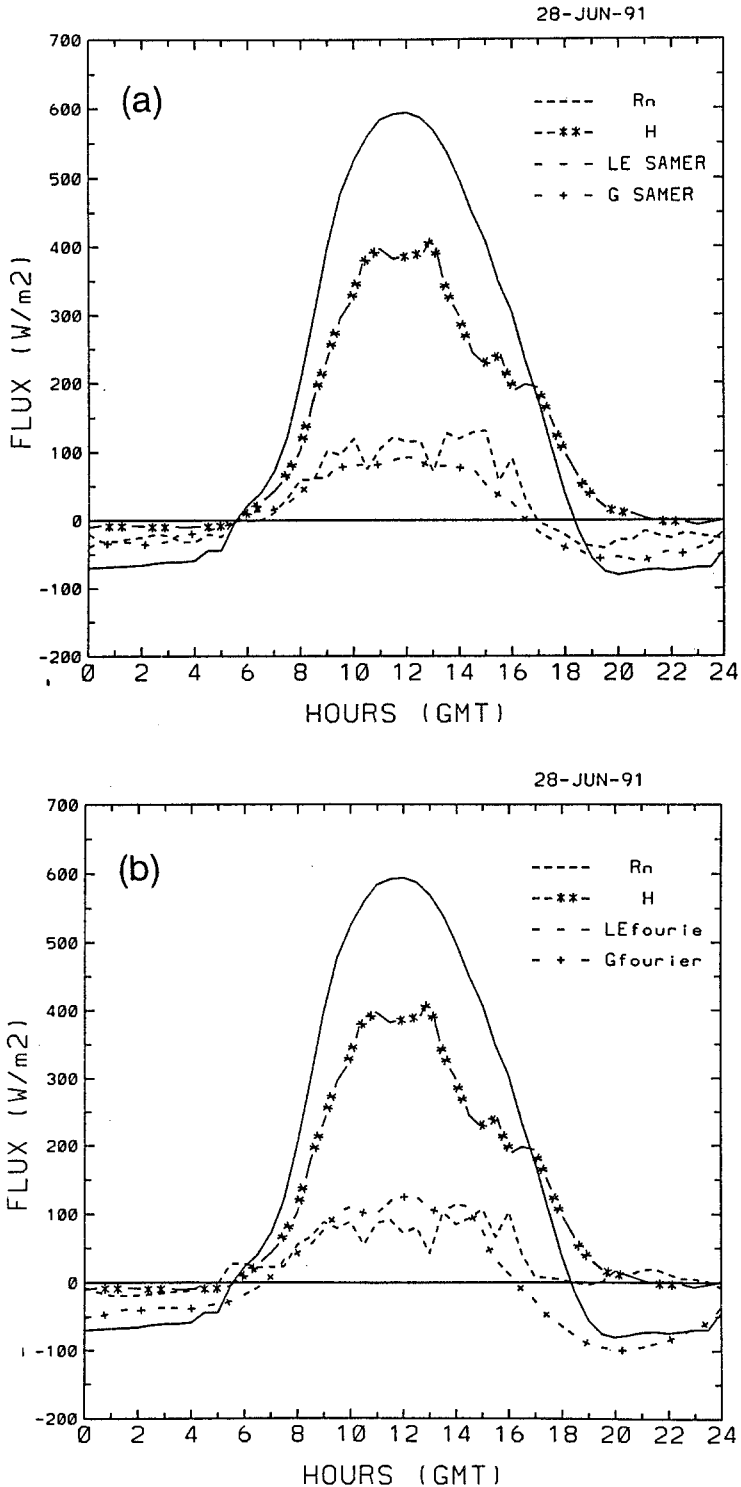 28-JUN-91
(a)
Rn
H
LE SAMER
G SAMER
700
600
500
400
300
200
100
0
-100
-200
FLUX (W/m2)
0 2 4 6 8 10 12 14 16 18 20 22 24
HOURS (GMT)
28-JUN-91
(b)
Rn
H
LEfourie
Gfourier
700
600
500
400
300
200
100
0
-100
-200
FLUX (W/m2)
0 2 4 6 8 10 12 14 16 18 20 22 24
HOURS (GMT)